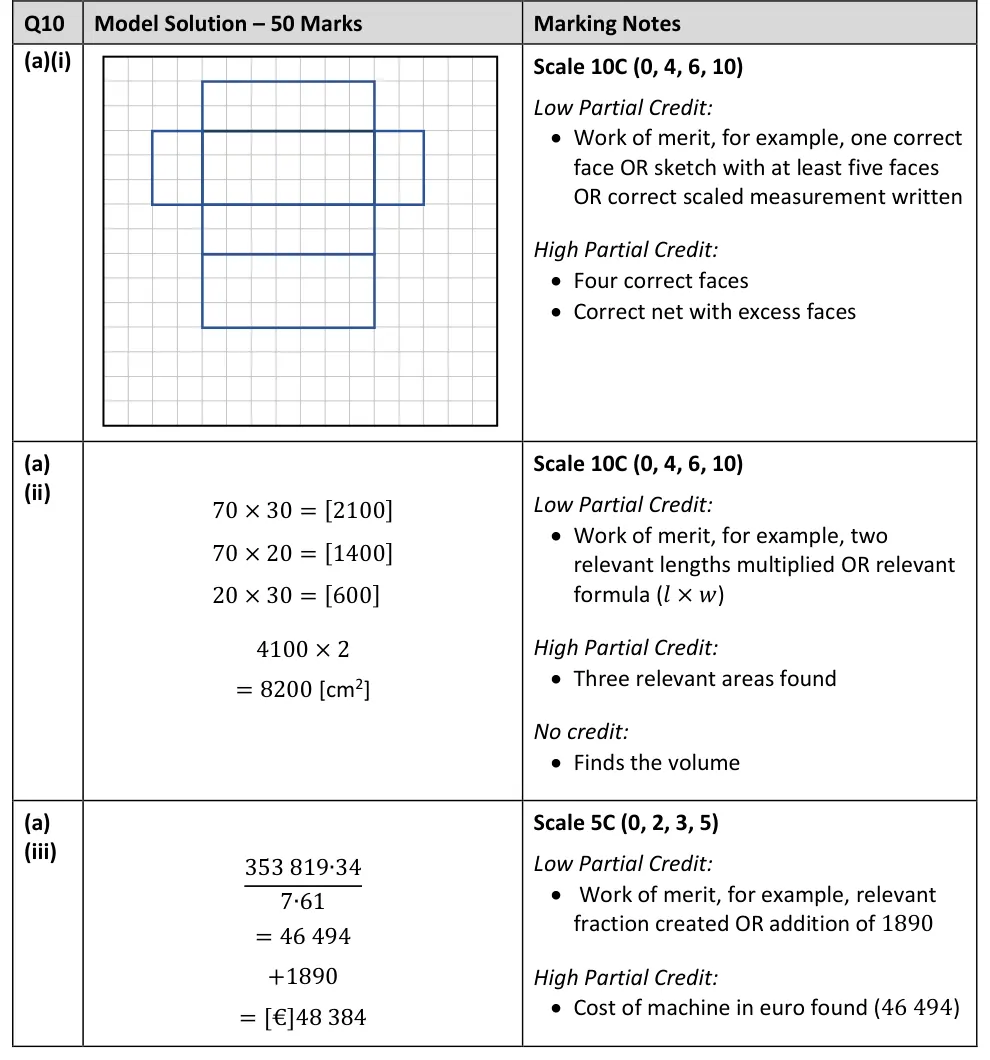 Q10 Model Solution – 50 Marks Marking Notes
(a)(i)
Scale 10C (0, 4, 6, 10)
Low Partial Credit:
• Work of merit, for example, one correct
face OR sketch with at least five faces
OR correct scaled measurement written
High Partial Credit:
• Four correct faces
• Correct net with excess faces
(a)
(ii)
70 × 30 = [2100]
70 × 20 = [1400]
20 × 30 = [600]
4100 × 2
= 8200 [cm²]
Scale 10C (0, 4, 6, 10)
Low Partial Credit:
• Work of merit, for example, two
relevant lengths multiplied OR relevant
formula (l × w)
High Partial Credit:
• Three relevant areas found
No credit:
• Finds the volume
(a)
(iii)
353 819·34
7·61
= 46 494
+1890
= [€]48 384
Scale 5C (0, 2, 3, 5)
Low Partial Credit:
• Work of merit, for example, relevant
fraction created OR addition of 1890
High Partial Credit:
• Cost of machine in euro found (46 494)